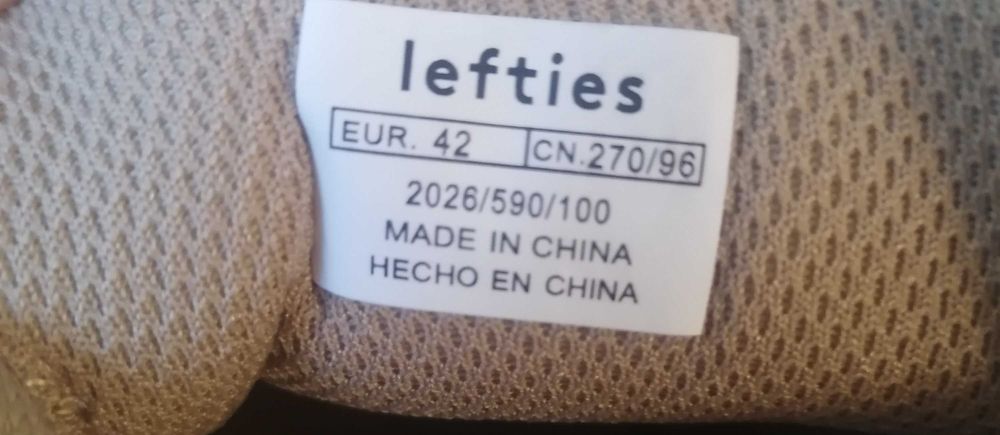 lefties
EUR. 42 CN.270/96
2026/590/100
MADE IN CHINA
HECHO EN CHINA